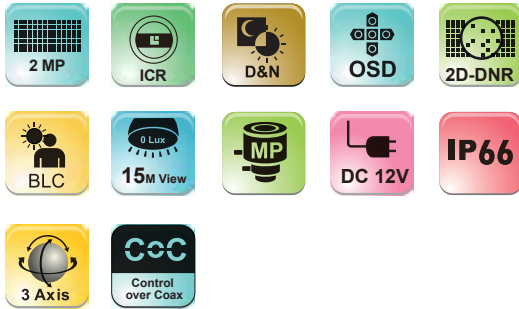 2 MP
ICR
D&N
OSD
2D-DNR
BLC
0 Lux
15M View
MP
DC 12V
IP66
3 Axis
CoC
Control
over Coax